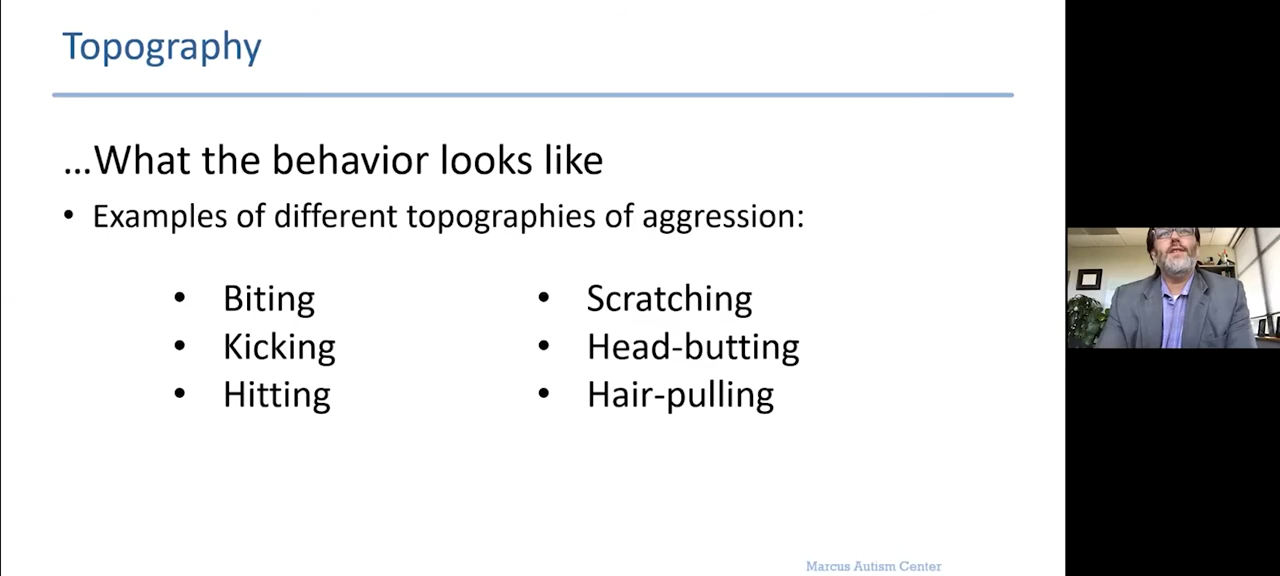 Topography
...What the behavior looks like
• Examples of different topographies of aggression:
• Biting
• Kicking
• Hitting
• Scratching
• Head-butting
• Hair-pulling
Marcus Autism Center